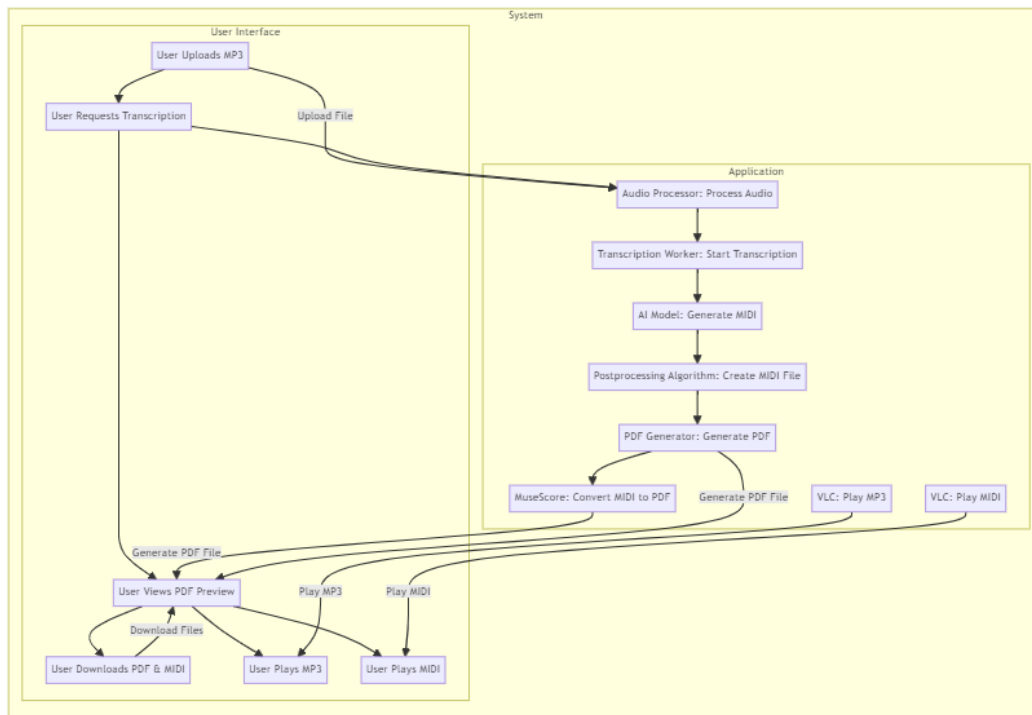 System
User Interface
User Uploads MP3
User Requests Transcription
Upload File
Application
Audio Processor: Process Audio
Transcription Worker: Start Transcription
AI Model: Generate MIDI
Postprocessing Algorithm: Create MIDI File
PDF Generator: Generate PDF
MuseScore: Convert MIDI to PDF
Generate PDF File
VLC: Play MP3
VLC: Play MIDI
Generate PDF File
User Views PDF Preview
Play MP3
Play MIDI
Download Files
User Downloads PDF & MIDI
User Plays MP3
User Plays MIDI